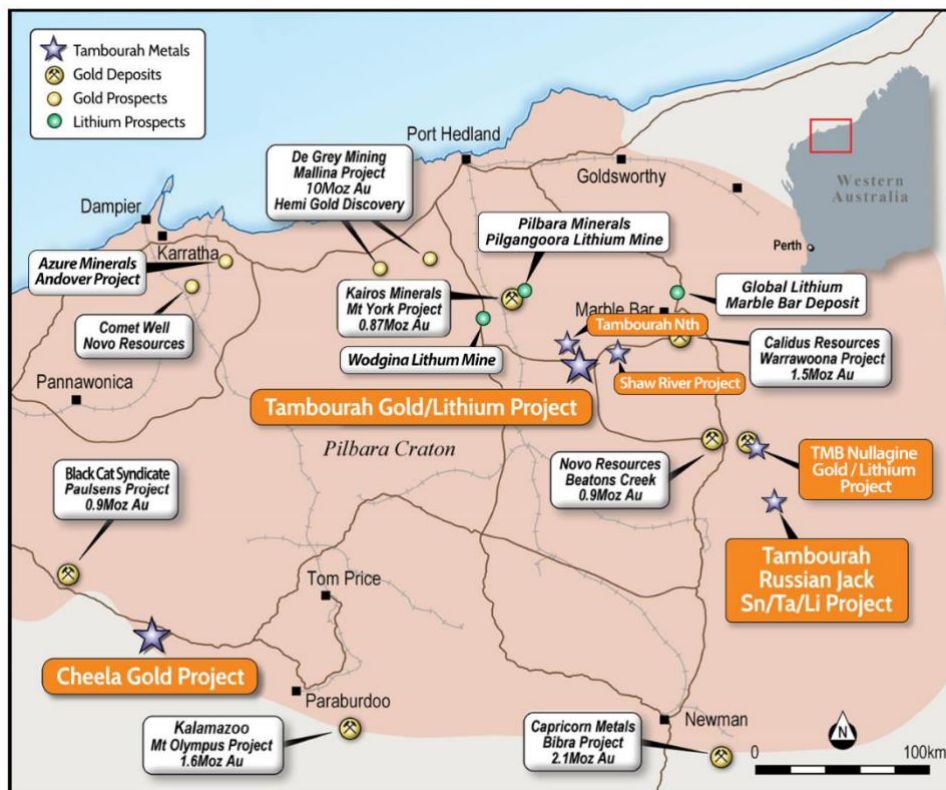 Tambourah Metals
Gold Deposits
Gold Prospects
Lithium Prospects
Port Hedland
Goldsworthy
Western
Australia
Perth
De Grey Mining
Mallina Project
10Moz Au
Hemi Gold Discovery
Dampier
Karratha
Pilbara Minerals
Pilgangoora Lithium Mine
Azure Minerals
Andover Project
Kairos Minerals
Mt York Project
0.87Moz Au
Global Lithium
Marble Bar Deposit
Marble Bar
Tambourah Nth
Comet Well
Novo Resources
Wodgina Lithum Mine
Calidus Resources
Warrawoona Project
1.5Moz Au
Shaw River Project
Pannawonica
Tambourah Gold/Lithium Project
Pilbara Craton
Novo Resources
Beatons Creek
0.9Moz Au
TMB Nullagine
Gold / Lithium
Project
Black Cat Syndicate
Paulsens Project
0.9Moz Au
Tambourah
Russian Jack
Sn/Ta/Li Project
Tom Price
Cheela Gold Project
Paraburdoo
Kalamazoo
Mt Olympus Project
1.6Moz Au
Capricorn Metals
Bibra Project
2.1Moz Au
Newman
N
0
100km